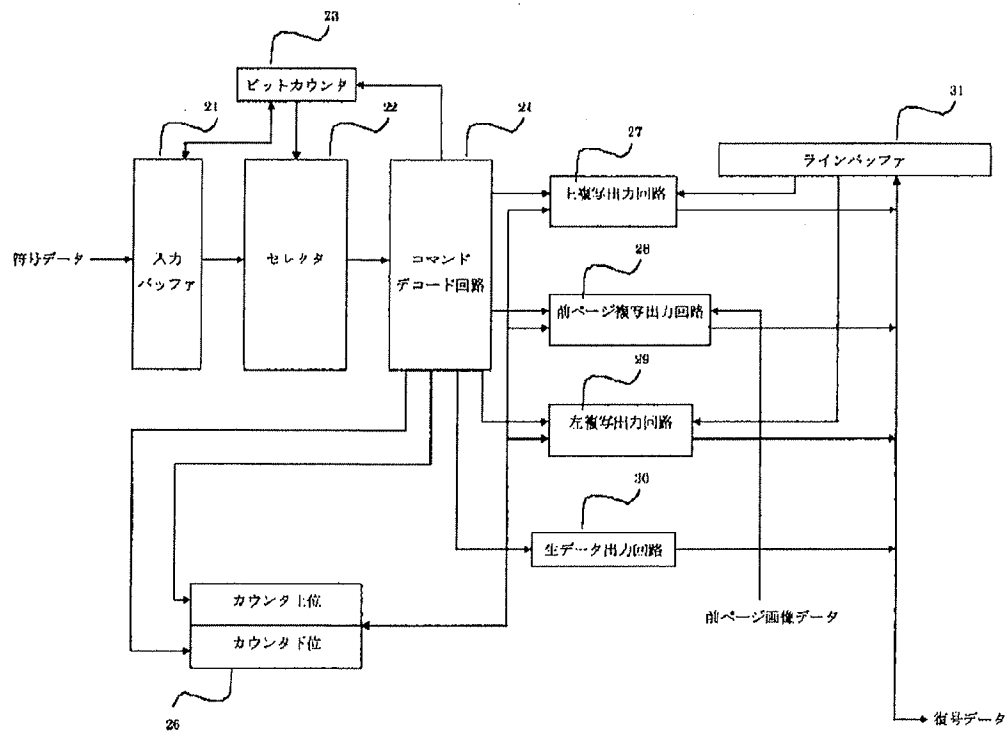 23
ビットカウンタ
21
22
24
31
27
ラインバッファ
上複写出力回路
符号データ
入力
バッファ
セレクタ
コマンド
デコード回路
28
前ページ複写出力回路
29
左複写出力回路
30
生データ出力回路
カウンタ上位
カウンタ下位
前ページ画像データ
26
復号データ